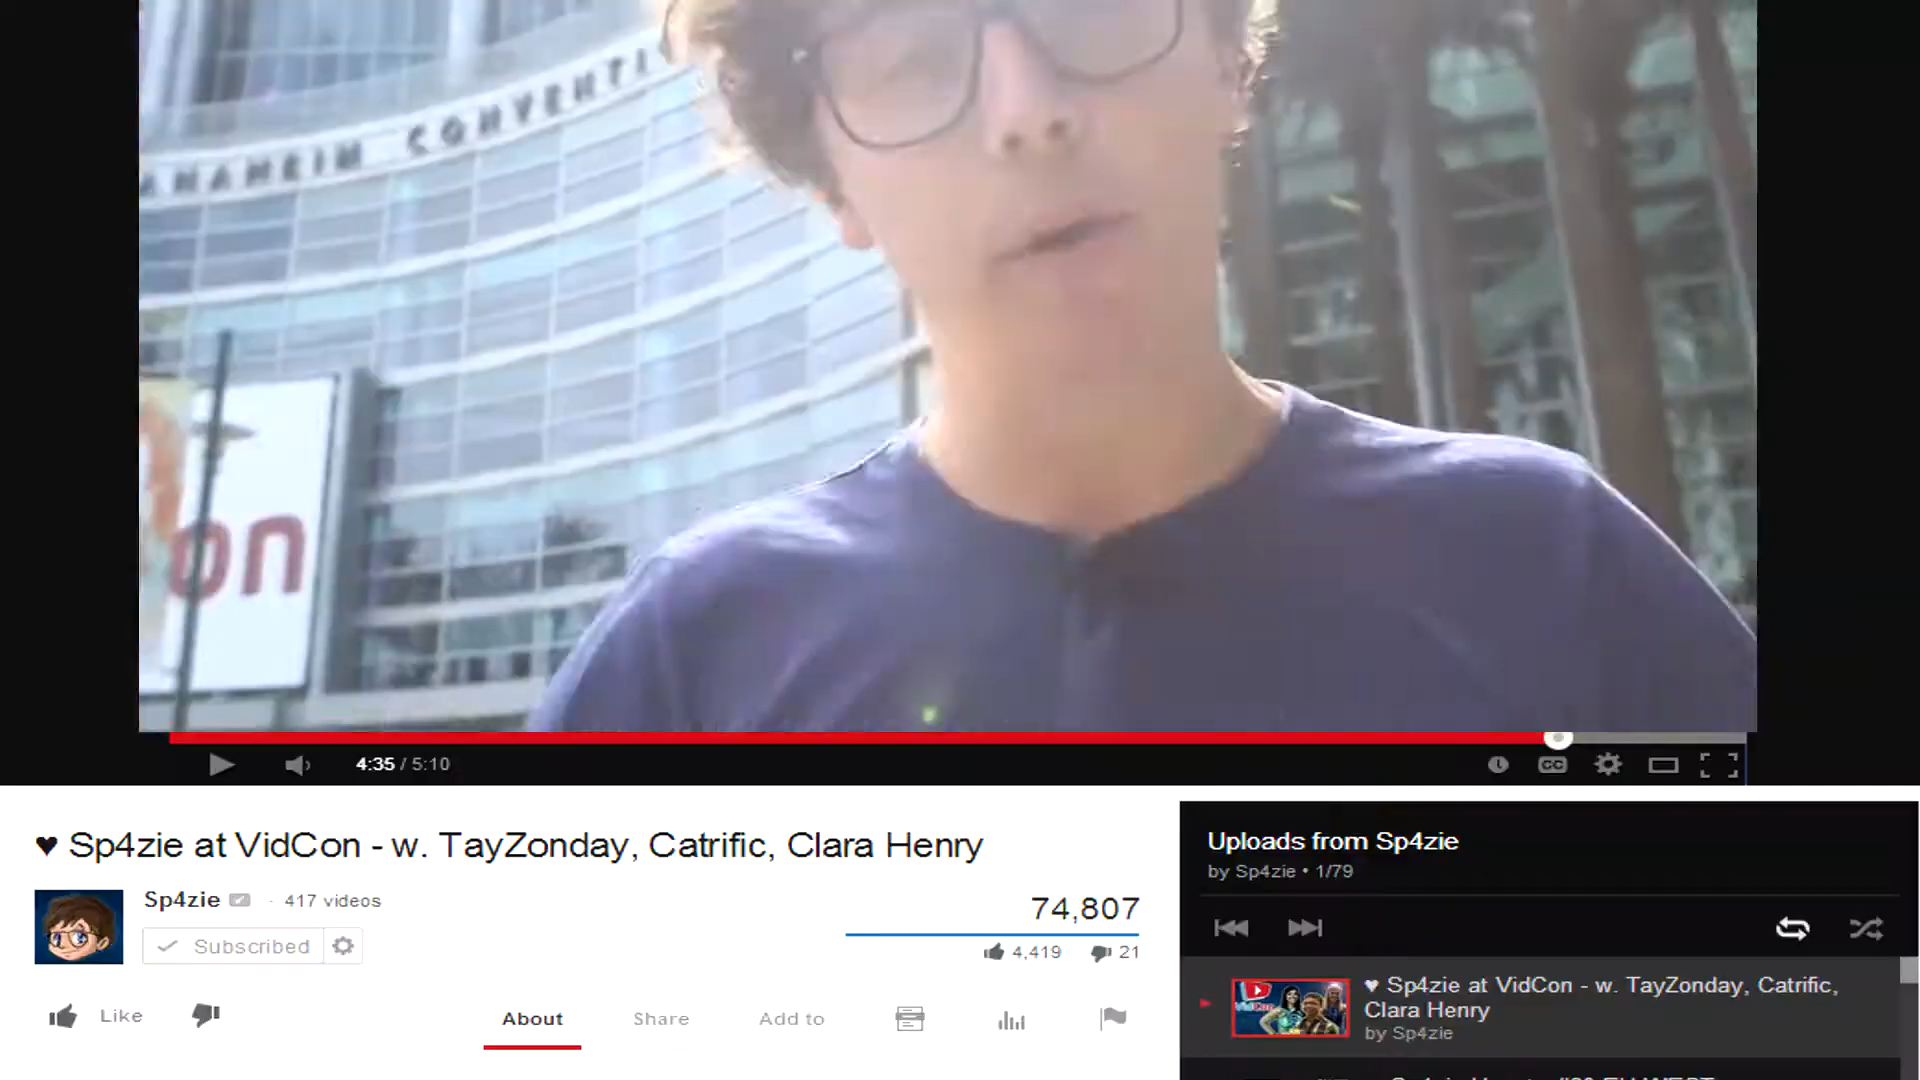 ANAHEIM CONVENTI
on
4:35 / 5:10
CC
♥ Sp4zie at VidCon - w. TayZonday, Catrific, Clara Henry
Sp4zie · 417 videos
Subscribed
74,807
4,419 21
Like
About Share Add to
Uploads from Sp4zie
by Sp4zie • 1/79
VidCon
♥ Sp4zie at VidCon - w. TayZonday, Catrific,
Clara Henry
by Sp4zie